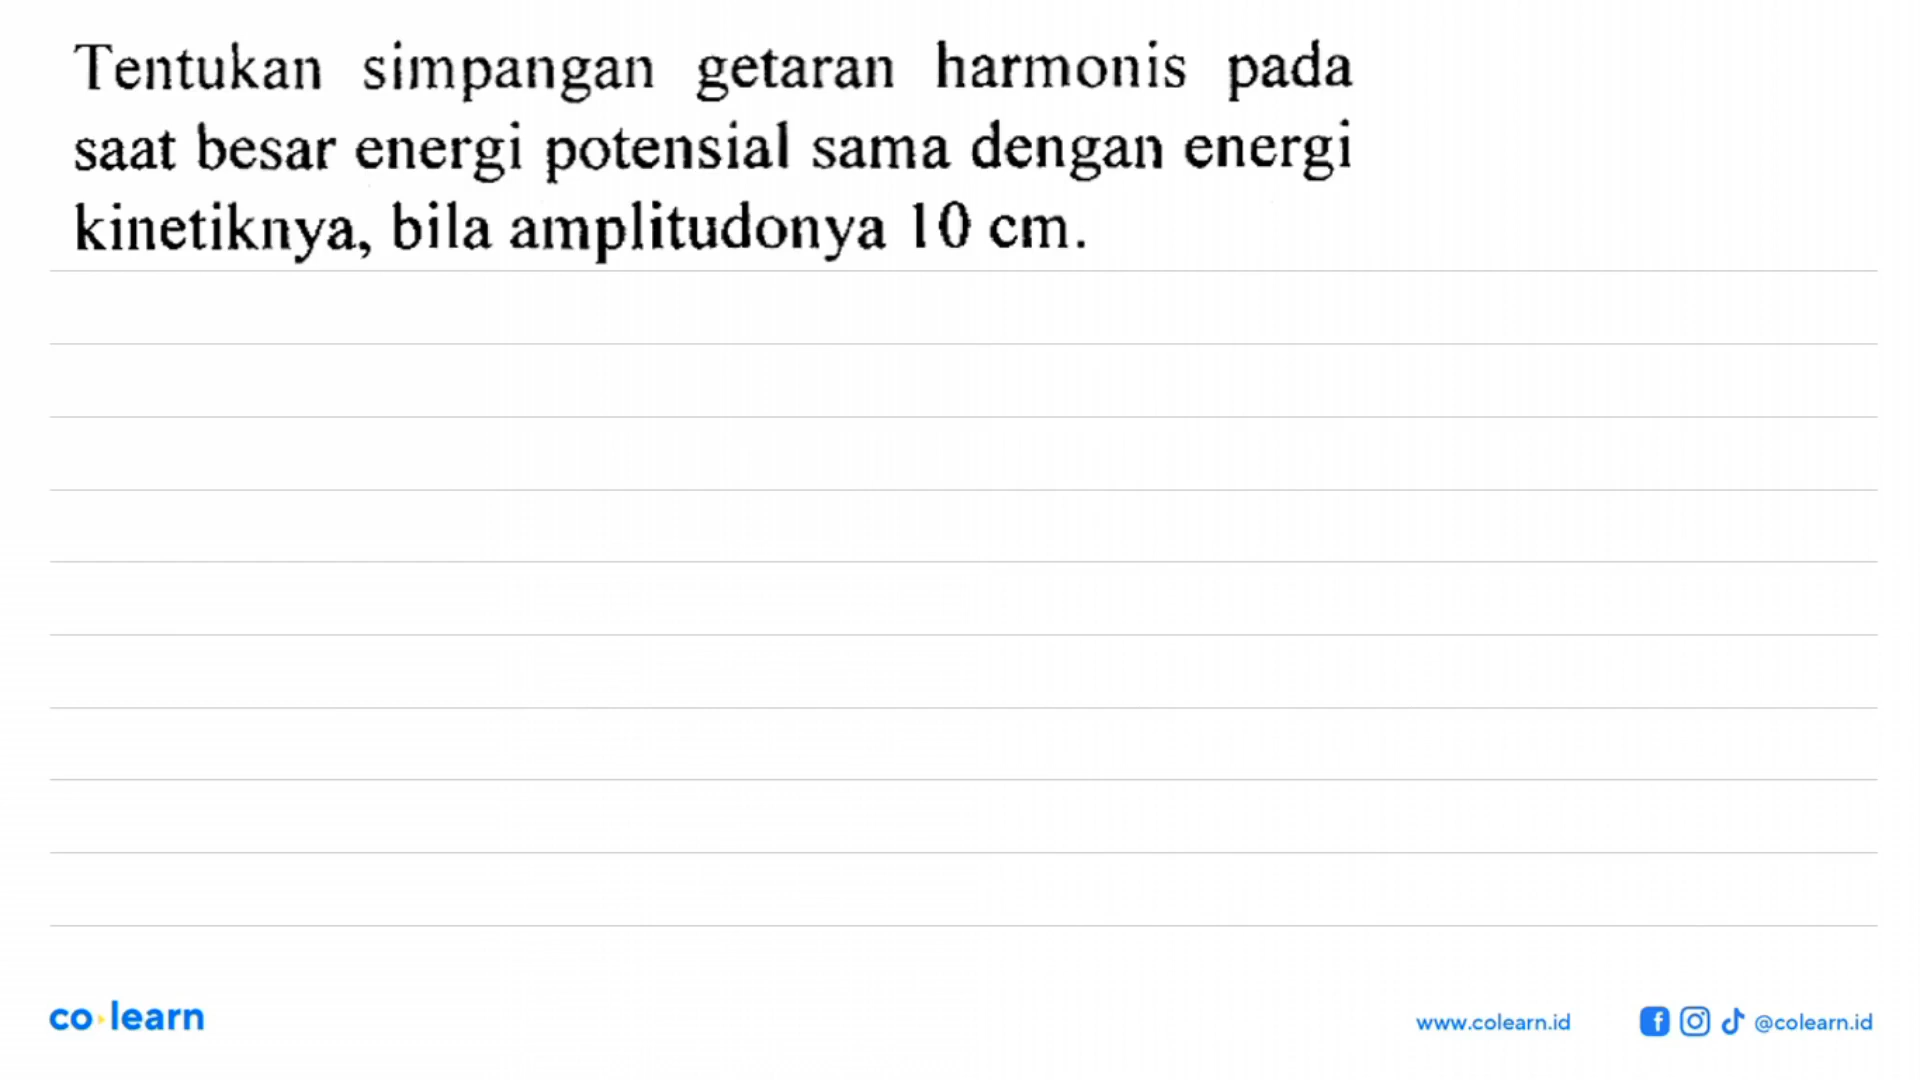 Tentukan simpangan getaran harmonis pada
saat besar energi potensial sama dengan energi
kinetiknya, bila amplitudonya 10 cm.
co learn
www.colearn.id
@colearn.id